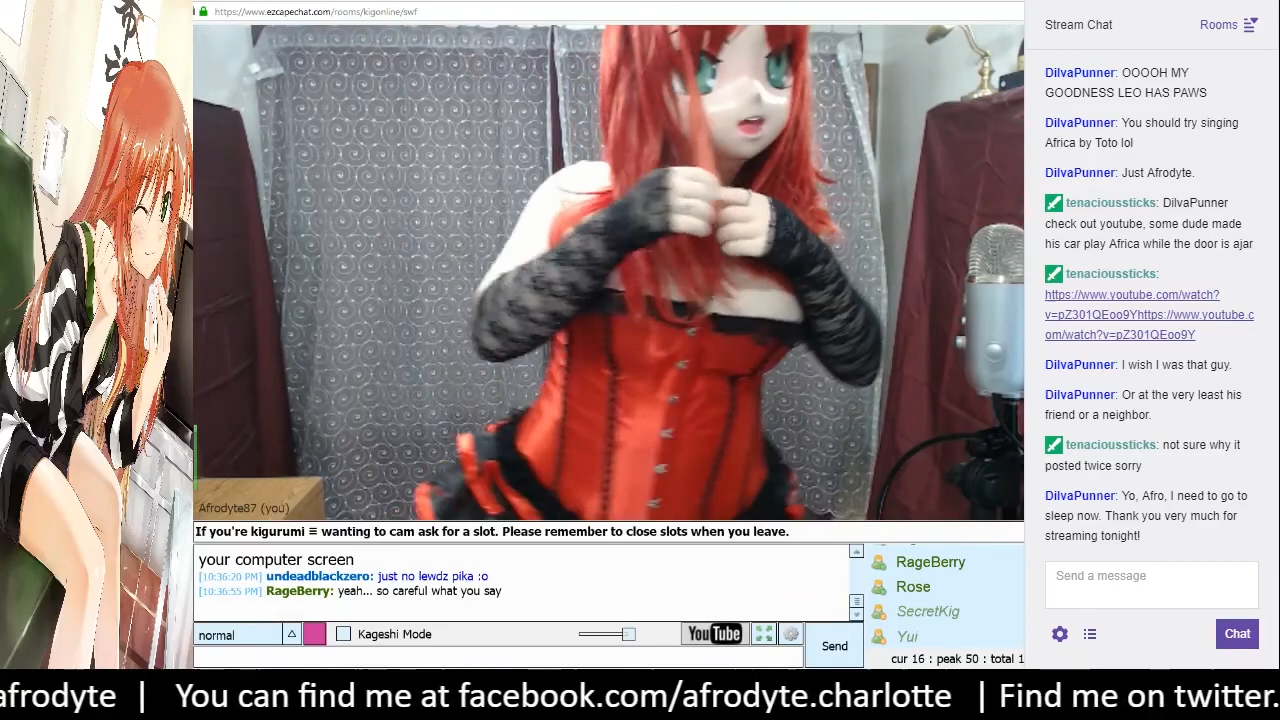 https://www.ezcapechat.com/rooms/kigonline/swf
Stream Chat
Rooms
DilvaPunner: OOOOH MY
GOODNESS LEO HAS PAWS
DilvaPunner: You should try singing
Africa by Toto lol
DilvaPunner: Just Afrodyte.
tenacioussticks: DilvaPunner
check out youtube, some dude made
his car play Africa while the door is ajar
tenacioussticks:
https://www.youtube.com/watch?
v=pZ301QEoo9Yhttps://www.youtube.c
om/watch?v=pZ301QEoo9Y
DilvaPunner: I wish I was that guy.
DilvaPunner: Or at the very least his
friend or a neighbor.
tenacioussticks: not sure why it
posted twice sorry
DilvaPunner: Yo, Afro, I need to go to
sleep now. Thank you very much for
streaming tonight!
Send a message
Chat
Afrodyte87 (you)
If you're kigurumi ≡ wanting to cam ask for a slot. Please remember to close slots when you leave.
your computer screen
[10:36:20 PM] undeadblackzero: just no lewdz pika :o
[10:36:55 PM] RageBerry: yeah... so careful what you say
RageBerry
Rose
SecretKig
Yui
normal
Kageshi Mode
YouTube
Send
cur 16 : peak 50 : total 1
afrodyte | You can find me at facebook.com/afrodyte.charlotte | Find me on twitter.